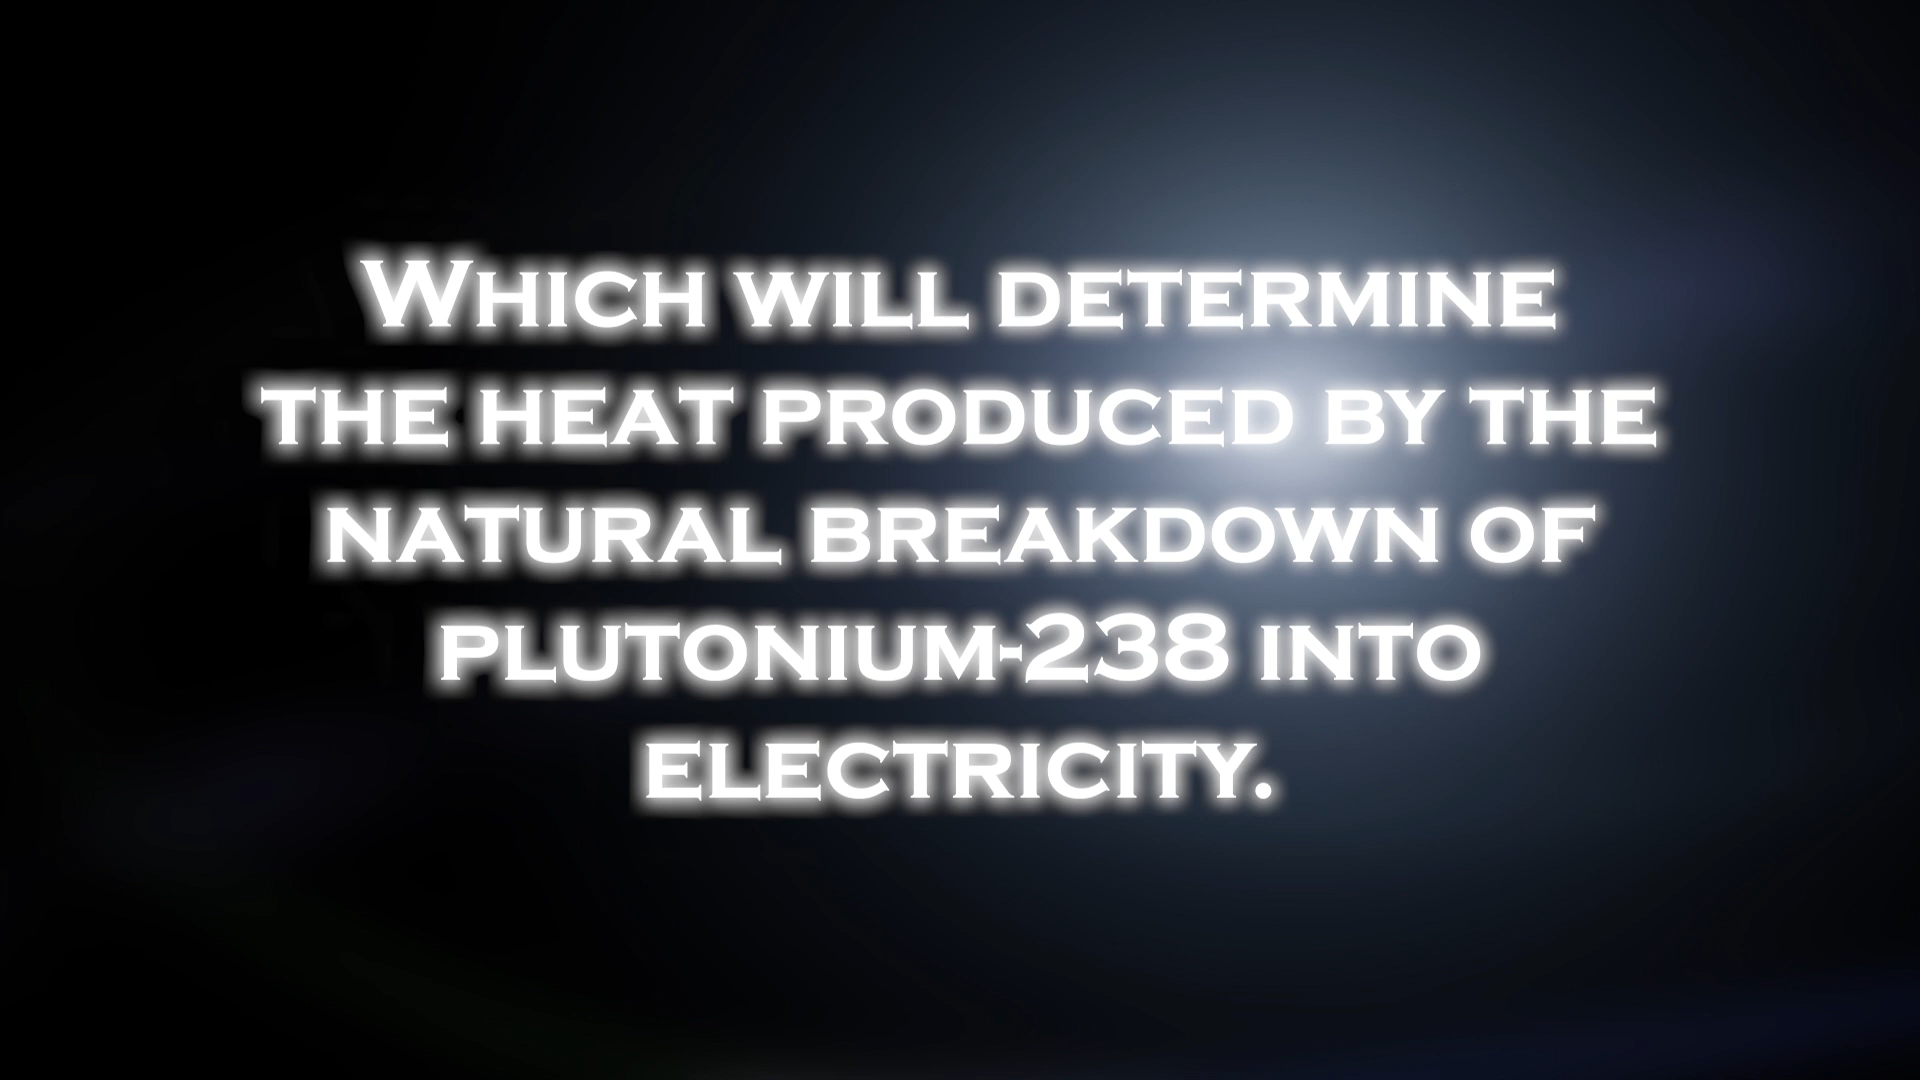 Which will determine
the heat produced by the
natural breakdown of
plutonium-238 into
electricity.